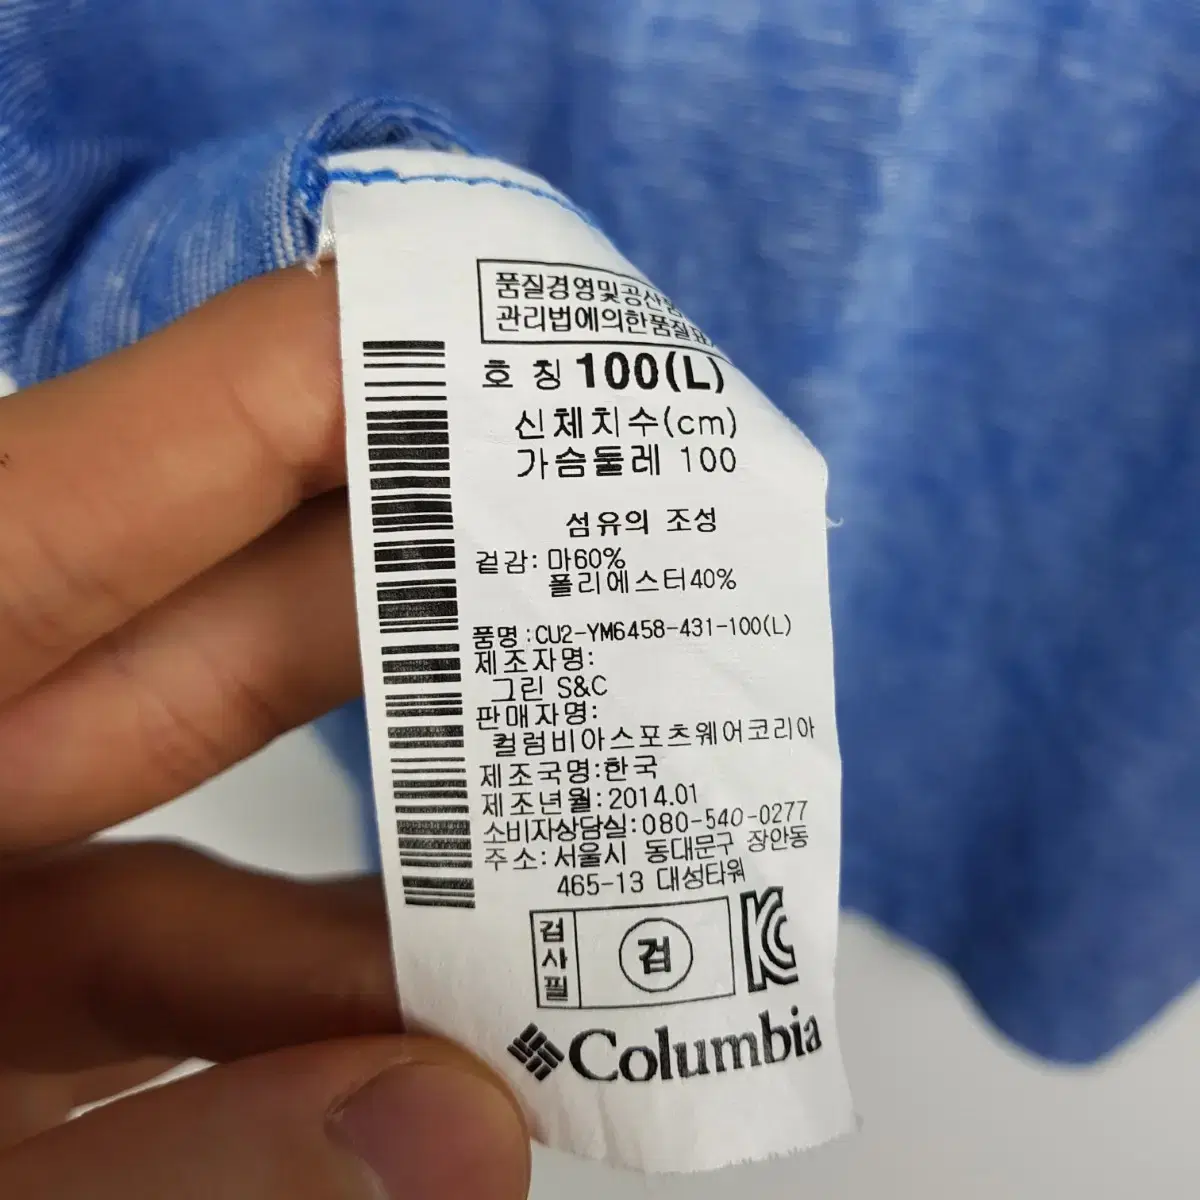 품질경영및공산품
관리법에의한품질표
호 칭 100(L)
신체치수(cm)
가슴둘레 100
섬유의 조성
겉감: 마60%
폴리에스터40%
품명:CU2-YM6458-431-100(L)
제조자명:
그린 S&C
판매자명:
컬럼비아스포츠웨어코리아
제조국명:한국
제조년월:2014.01
소비자상담실:080-540-0277
주소:서울시 동대문구 장안동
465-13 대성타워
검사필
검
KC
Columbia